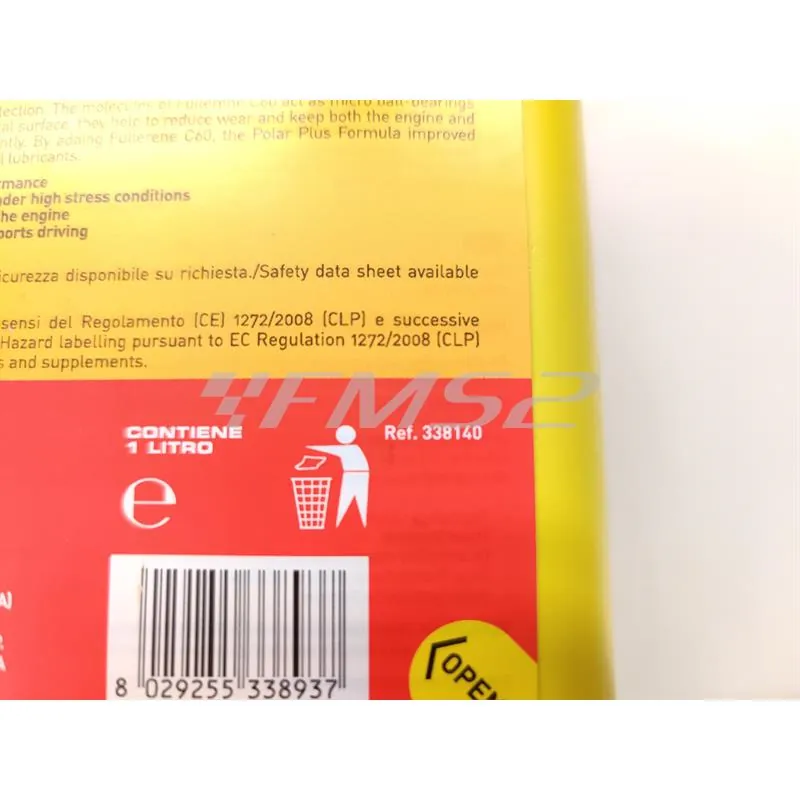 tection. The molecules of Fullerene C60 act as micro ball-bearings
al surface, they help to reduce wear and keep both the engine and
ntly. By adding Fullerene C60, the Polar Plus Formula improved
l lubricants.
rmance
nder high stress conditions
he engine
ports driving
icurezza disponibile su richiesta./Safety data sheet available
sensi del Regolamento (CE) 1272/2008 (CLP) e successive
Hazard labelling pursuant to EC Regulation 1272/2008 (CLP)
s and supplements.
FMS2
CONTIENE
1 LITRO
Ref. 338140
e
A)
A
8 029255 338937
OPEN